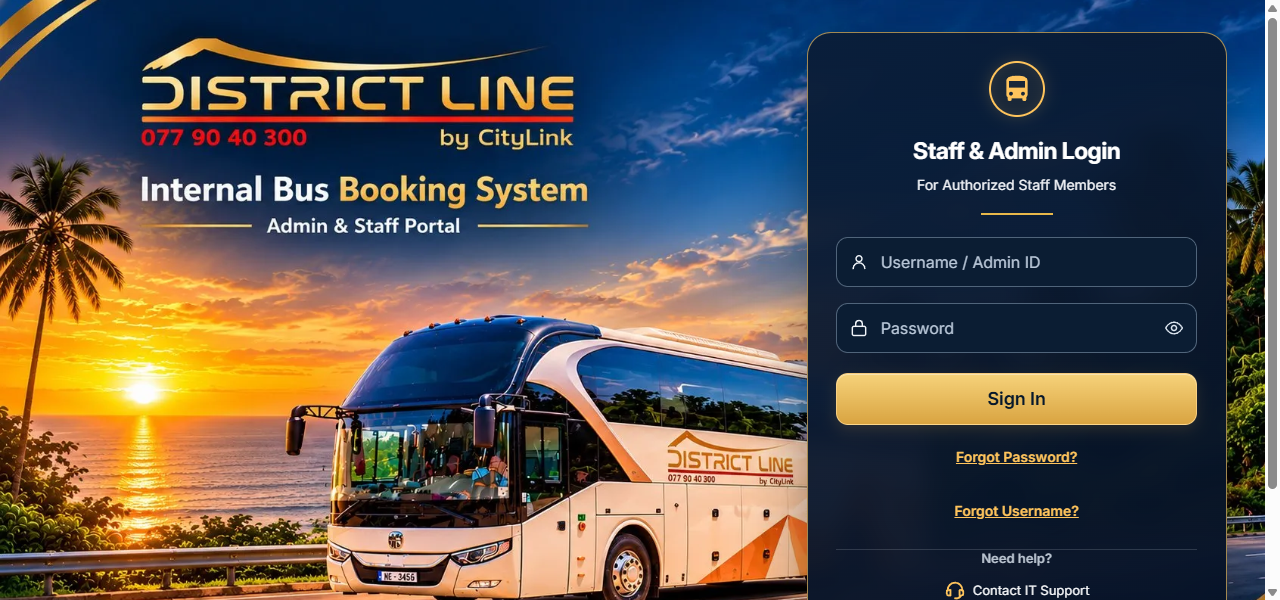 DISTRICT LINE
077 90 40 300 by CityLink
Internal Bus Booking System
Admin & Staff Portal
DISTRICT LINE
077 90 40 300 by CityLink
NE - 3456
Staff & Admin Login
For Authorized Staff Members
Username / Admin ID
Password
Sign In
Forgot Password?
Forgot Username?
Need help?
Contact IT Support